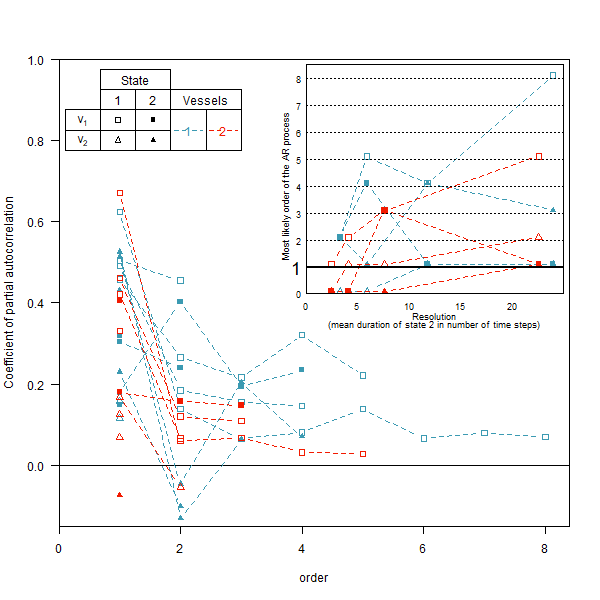 1.0
0.8
0.6
0.4
0.2
0.0
Coefficient of partial autocorrelation
0 2 4 6 8
order
State
1 2 Vessels
v1
v2
1 2
8
7
6
5
4
3
2
1
0
Most likely order of the AR process
0 5 10 15 20
Resolution
(mean duration of state 2 in number of time steps)